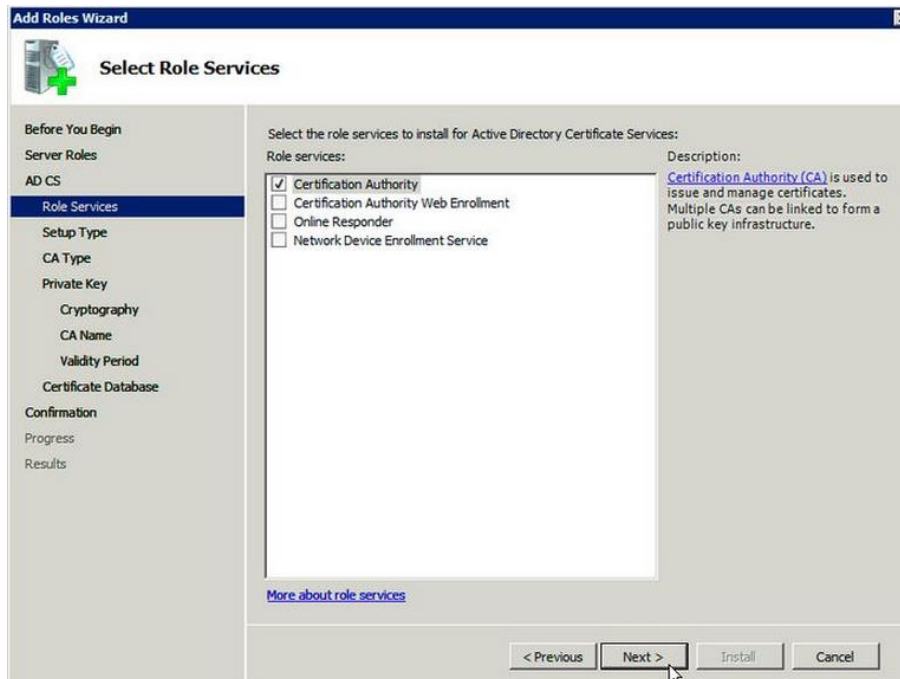 Add Roles Wizard
Select Role Services
Before You Begin
Server Roles
AD CS
Role Services
Setup Type
CA Type
Private Key
Cryptography
CA Name
Validity Period
Certificate Database
Confirmation
Progress
Results
Select the role services to install for Active Directory Certificate Services:
Role services:
Certification Authority
Certification Authority Web Enrollment
Online Responder
Network Device Enrollment Service
More about role services
Description:
Certification Authority (CA) is used to
issue and manage certificates.
Multiple CAs can be linked to form a
public key infrastructure.
< Previous
Next >
Install
Cancel